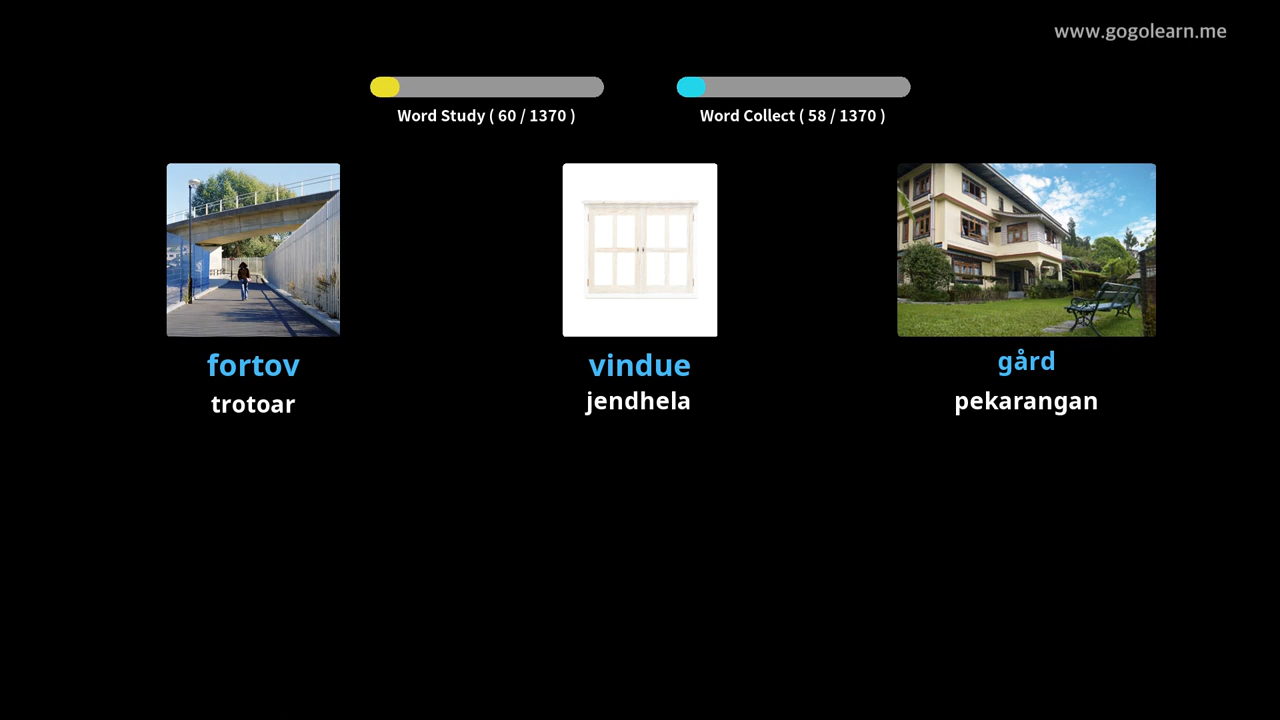 www.gogolearn.me
Word Study ( 60 / 1370 )
Word Collect ( 58 / 1370 )
fortov
trotoar
vindue
jendhela
gård
pekarangan